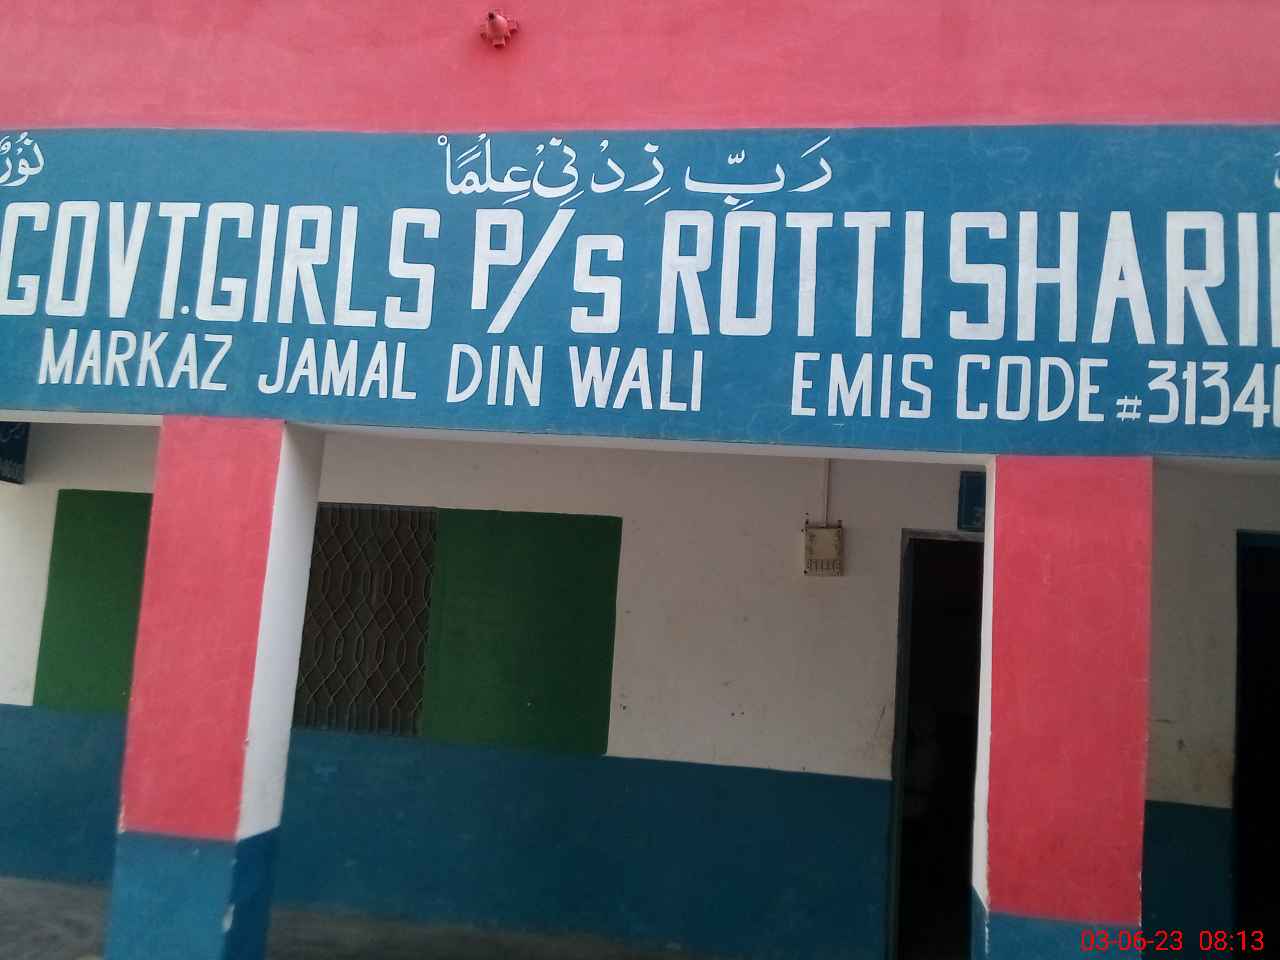 رَبِّ زِدْنِیْ عِلْمًا
GOVT. GIRLS P/S ROTTI SHARI
MARKAZ JAMAL DIN WALI EMIS CODE #3134
03-06-23 08:13